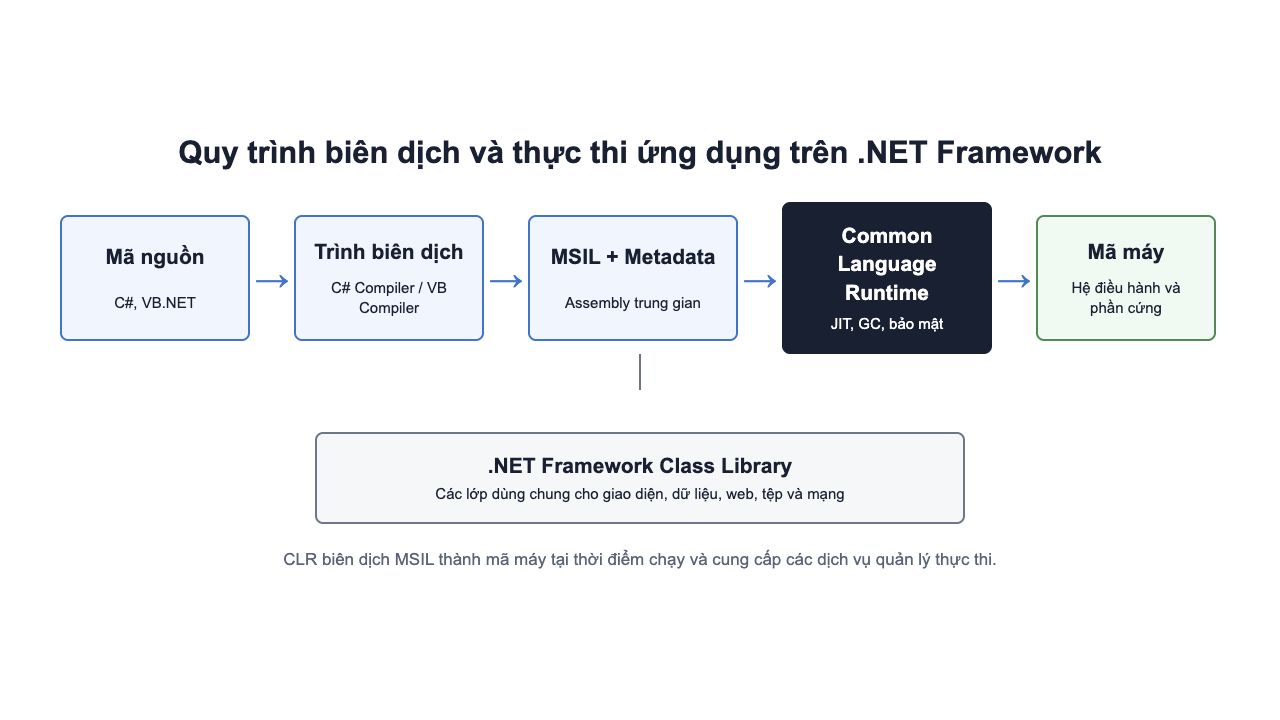 Quy trình biên dịch và thực thi ứng dụng trên .NET Framework
Mã nguồn
C#, VB.NET
Trình biên dịch
C# Compiler / VB
Compiler
MSIL + Metadata
Assembly trung gian
Common
Language
Runtime
JIT, GC, bảo mật
Mã máy
Hệ điều hành và
phần cứng
.NET Framework Class Library
Các lớp dùng chung cho giao diện, dữ liệu, web, tệp và mạng
CLR biên dịch MSIL thành mã máy tại thời điểm chạy và cung cấp các dịch vụ quản lý thực thi.